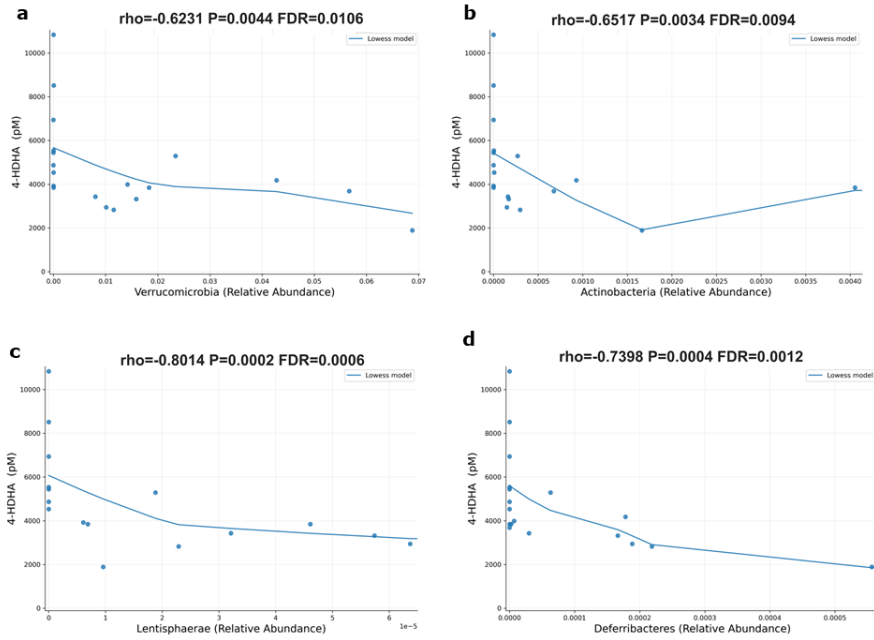 a
rho=-0.6231 P=0.0044 FDR=0.0106
Lowess model
10000
8000
6000
4000
2000
0
4-HDHA (pM)
0.00 0.01 0.02 0.03 0.04 0.05 0.06 0.07
Verrucomicrobia (Relative Abundance)
b
rho=-0.6517 P=0.0034 FDR=0.0094
Lowess model
10000
8000
6000
4000
2000
0
4-HDHA (pM)
0.0000 0.0005 0.0010 0.0015 0.0020 0.0025 0.0030 0.0035 0.0040
Actinobacteria (Relative Abundance)
c
rho=-0.8014 P=0.0002 FDR=0.0006
Lowess model
10000
8000
6000
4000
2000
0
4-HDHA (pM)
0 1 2 3 4 5 6
1e-5
Lentisphaerae (Relative Abundance)
d
rho=-0.7398 P=0.0004 FDR=0.0012
Lowess model
10000
8000
6000
4000
2000
0
4-HDHA (pM)
0.0000 0.0001 0.0002 0.0003 0.0004 0.0005
Deferribacteres (Relative Abundance)